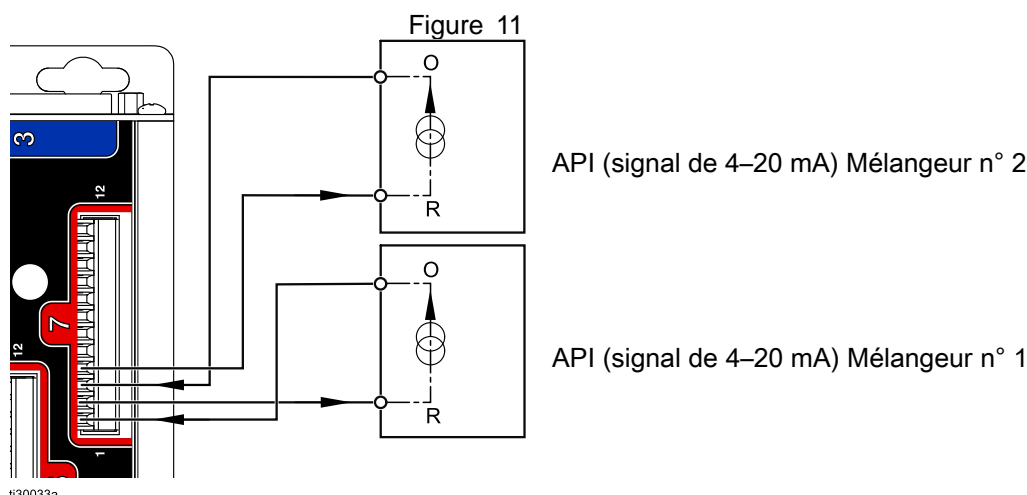 Figure 11
O
3
12
API (signal de 4–20 mA) Mélangeur n° 2
R
O
7
12
API (signal de 4–20 mA) Mélangeur n° 1
R
1
ti30033a